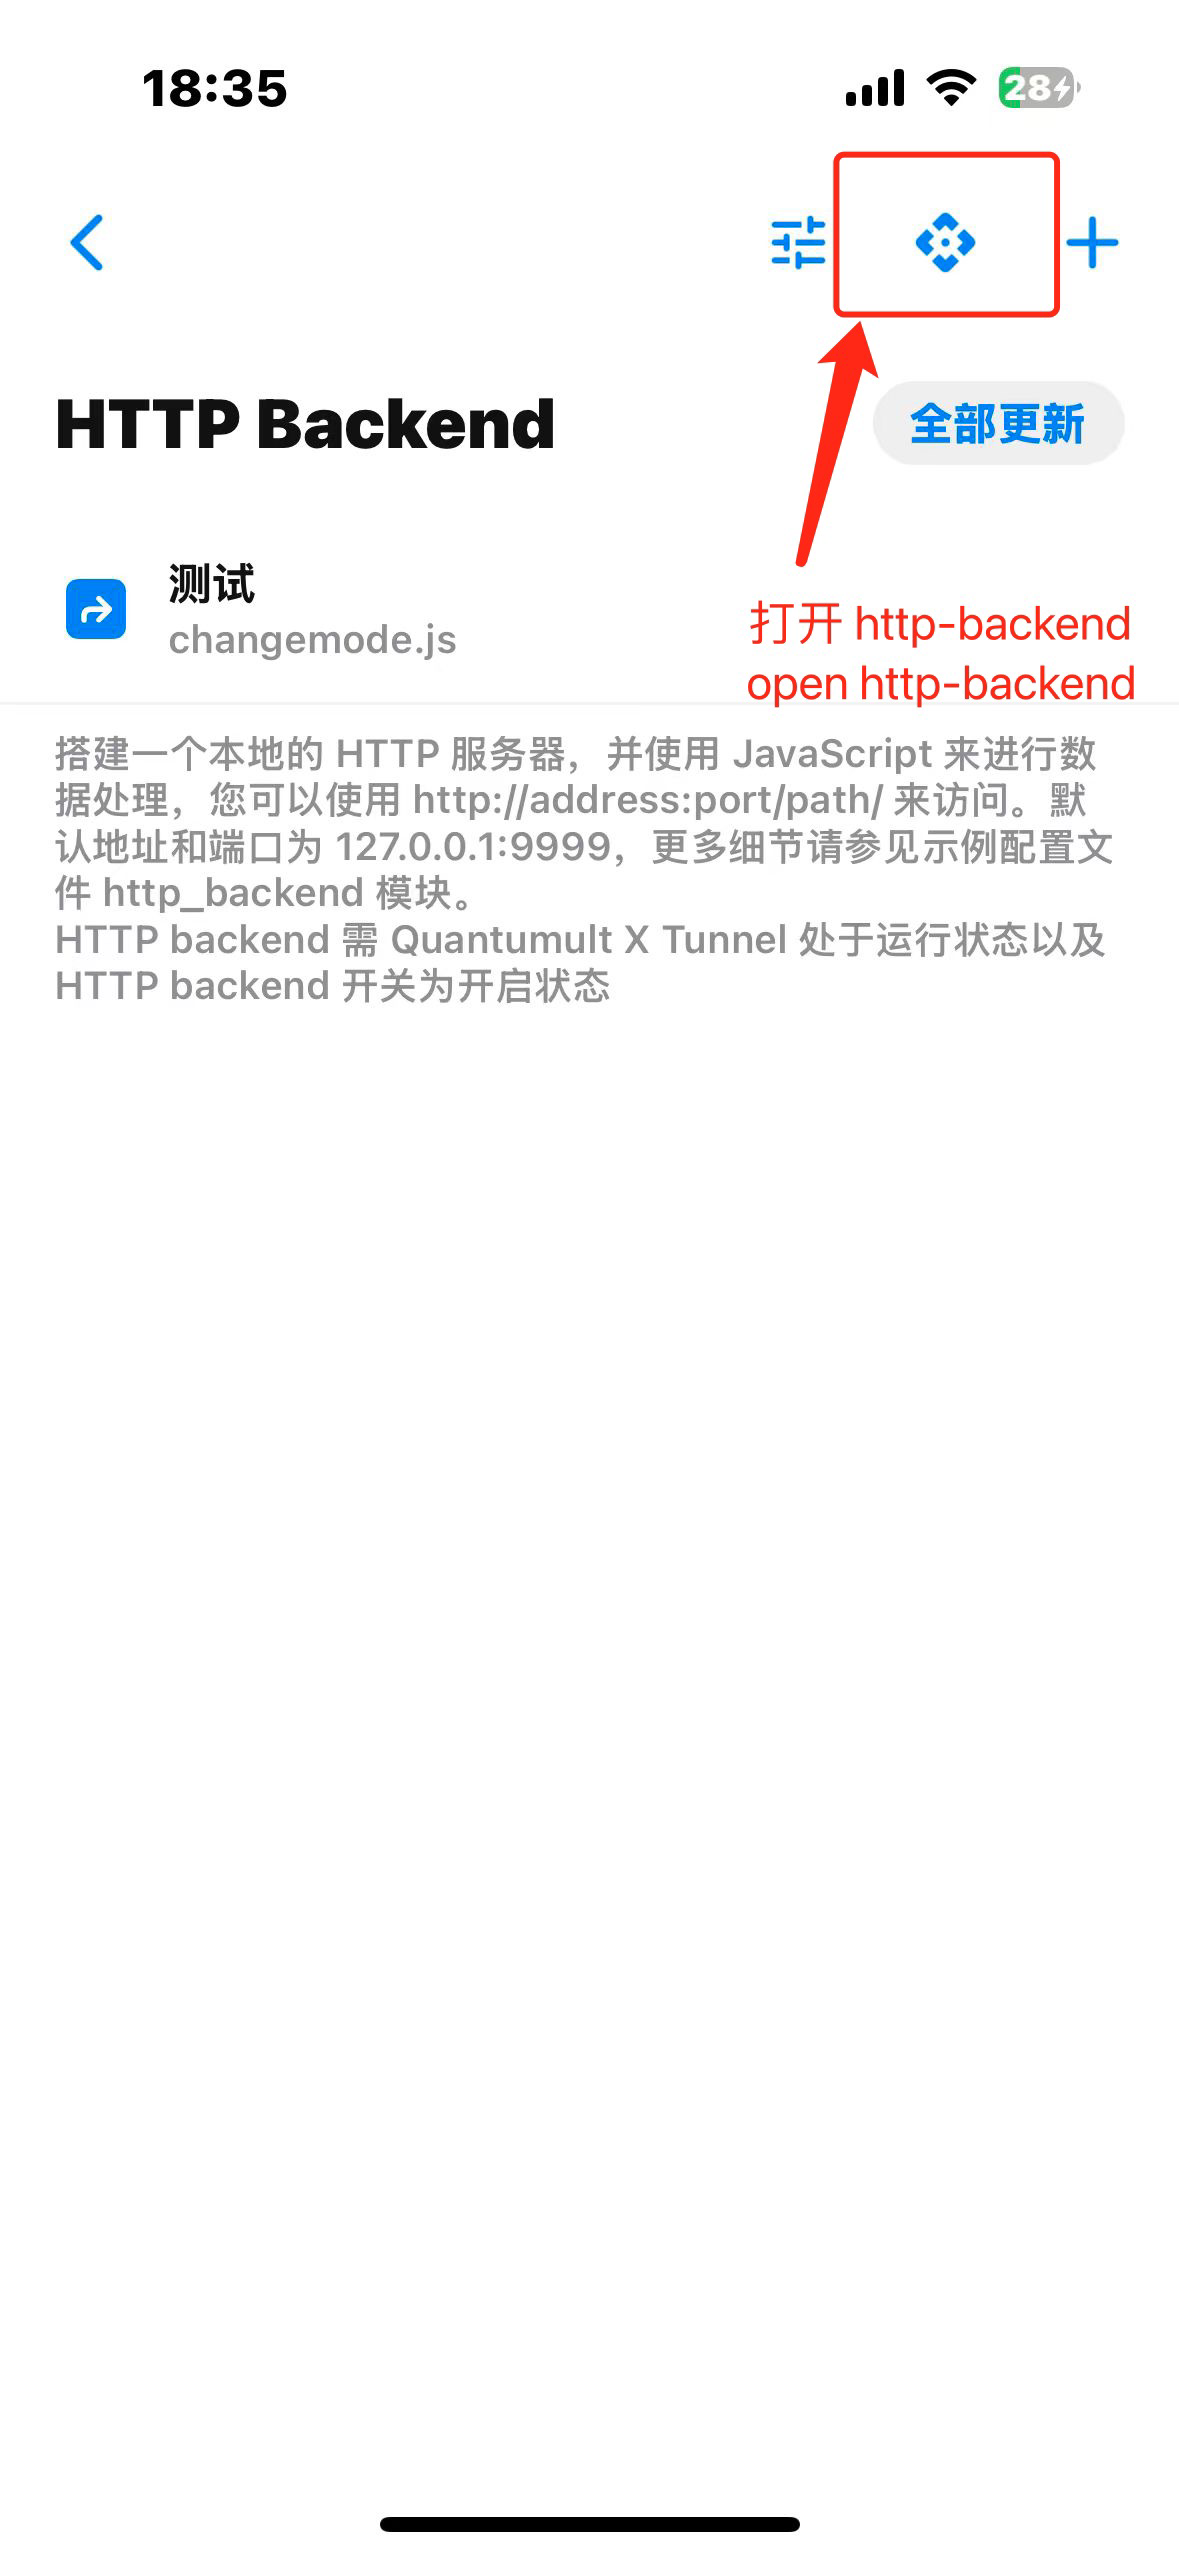 18:35
28
HTTP Backend
全部更新
测试
changemode.js
打开 http-backend
open http-backend
搭建一个本地的 HTTP 服务器，并使用 JavaScript 来进行数
据处理，您可以使用 http://address:port/path/ 来访问。默
认地址和端口为 127.0.0.1:9999，更多细节请参见示例配置文
件 http_backend 模块。
HTTP backend 需 Quantumult X Tunnel 处于运行状态以及
HTTP backend 开关为开启状态